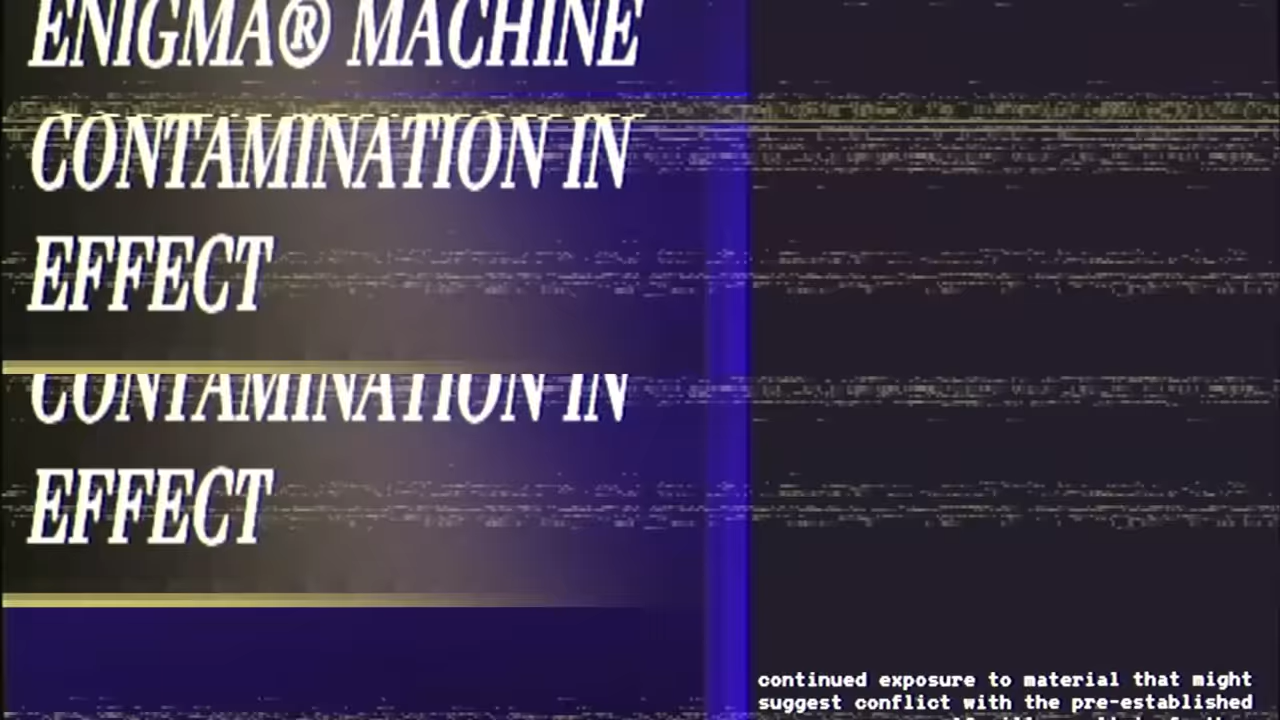 ENIGMA® MACHINE
CONTAMINATION IN
EFFECT
CONTAMINATION IN
EFFECT
continued exposure to material that might
suggest conflict with the pre-established